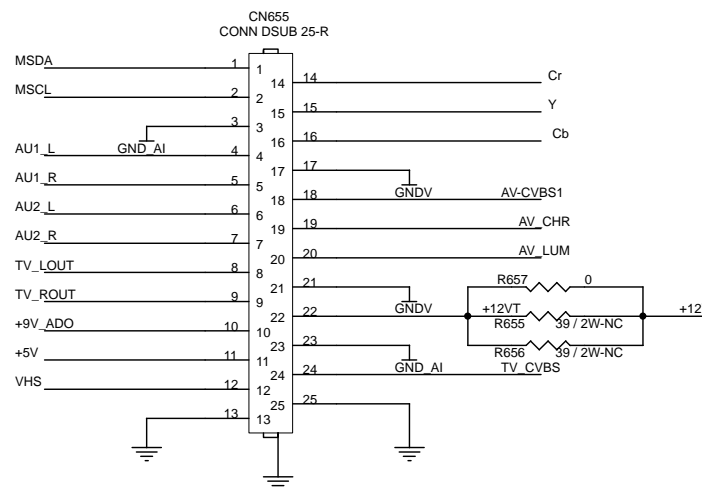 CN655
CONN DSUB 25-R
MSDA 1 1
14 14 Cr
MSCL 2 2
15 15 Y
3 3
16 16 Cb
GND_AI
AU1_L 4 4
17 17
AU1_R 5 5
GNDV
18 18 AV-CVBS1
AU2_L 6 6
19 19 AV_CHR
AU2_R 7 7
20 20 AV_LUM
TV_LOUT 8 8
21 21
R657 0
TV_ROUT 9 9
GNDV
22 22 +12VT +12
R655 39 / 2W-NC
+9V_ADO 10 10
23 23
R656 39 / 2W-NC
+5V 11 11
GND_AI
24 24 TV_CVBS
VHS 12 12
25 25
13 13